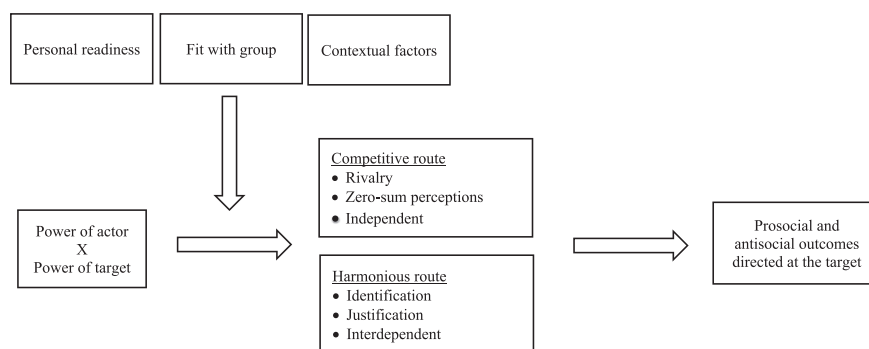 Personal readiness
Fit with group
Contextual factors
Competitive route
• Rivalry
• Zero-sum perceptions
• Independent
Power of actor
X
Power of target
Prosocial and
antisocial outcomes
directed at the target
Harmonious route
• Identification
• Justification
• Interdependent